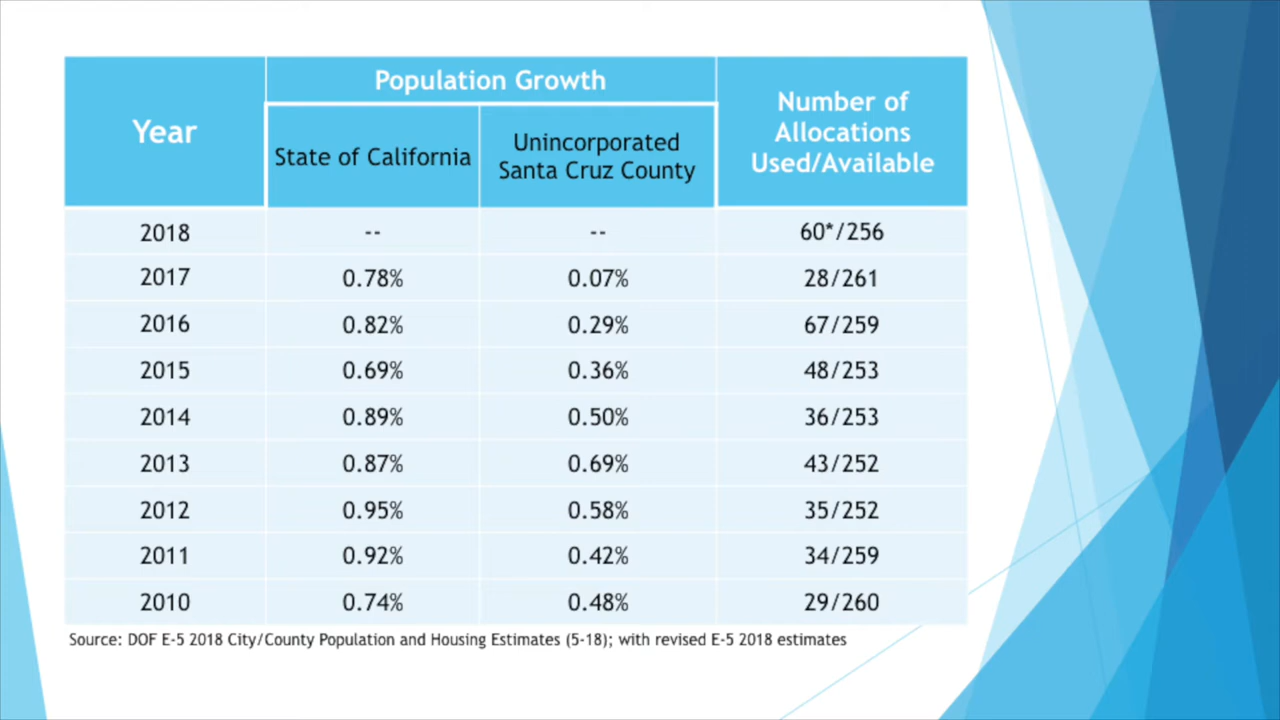 Year
Population Growth
State of California
Unincorporated
Santa Cruz County
Number of
Allocations
Used/Available
2018 -- -- 60*/256
2017 0.78% 0.07% 28/261
2016 0.82% 0.29% 67/259
2015 0.69% 0.36% 48/253
2014 0.89% 0.50% 36/253
2013 0.87% 0.69% 43/252
2012 0.95% 0.58% 35/252
2011 0.92% 0.42% 34/259
2010 0.74% 0.48% 29/260
Source: DOF E-5 2018 City/County Population and Housing Estimates (5-18); with revised E-5 2018 estimates